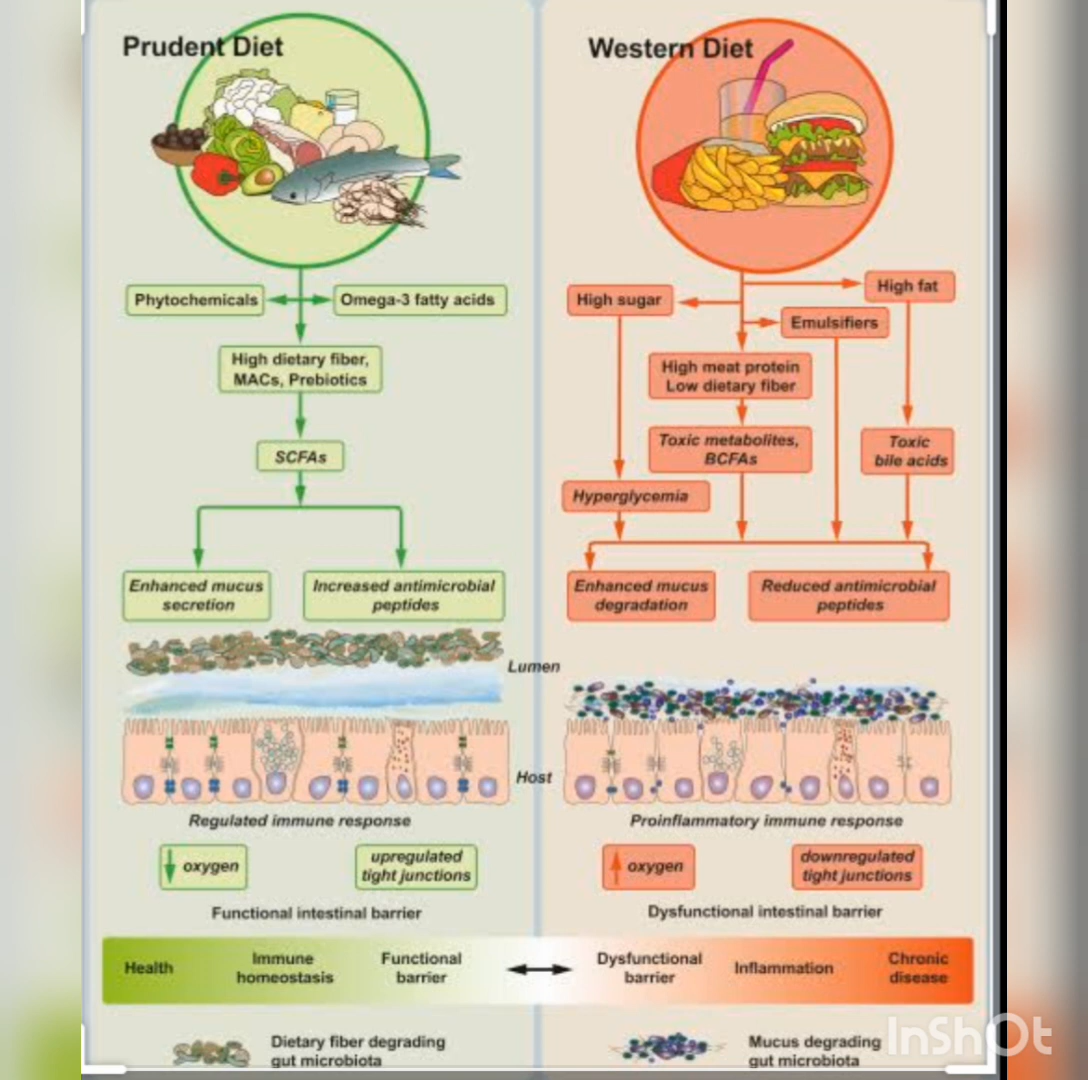 Prudent Diet
Phytochemicals
Omega-3 fatty acids
High dietary fiber,
MACs, Prebiotics
SCFAs
Enhanced mucus
secretion
Increased antimicrobial
peptides
Western Diet
High sugar
High fat
Emulsifiers
High meat protein
Low dietary fiber
Toxic metabolites,
BCFAs
Toxic
bile acids
Hyperglycemia
Enhanced mucus
degradation
Reduced antimicrobial
peptides
Lumen
Host
Regulated immune response
oxygen
upregulated
tight junctions
Functional intestinal barrier
Proinflammatory immune response
oxygen
downregulated
tight junctions
Dysfunctional intestinal barrier
Health
Immune
homeostasis
Functional
barrier
Dysfunctional
barrier
Inflammation
Chronic
disease
Dietary fiber degrading
gut microbiota
Mucus degrading
gut microbiota
InShOt